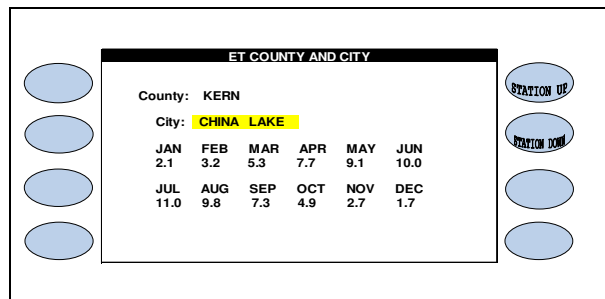 ET COUNTY AND CITY
County: KERN
City: CHINA LAKE
JAN FEB MAR APR MAY JUN
2.1 3.2 5.3 7.7 9.1 10.0
JUL AUG SEP OCT NOV DEC
11.0 9.8 7.3 4.9 2.7 1.7
STATION UP
STATION DOWN